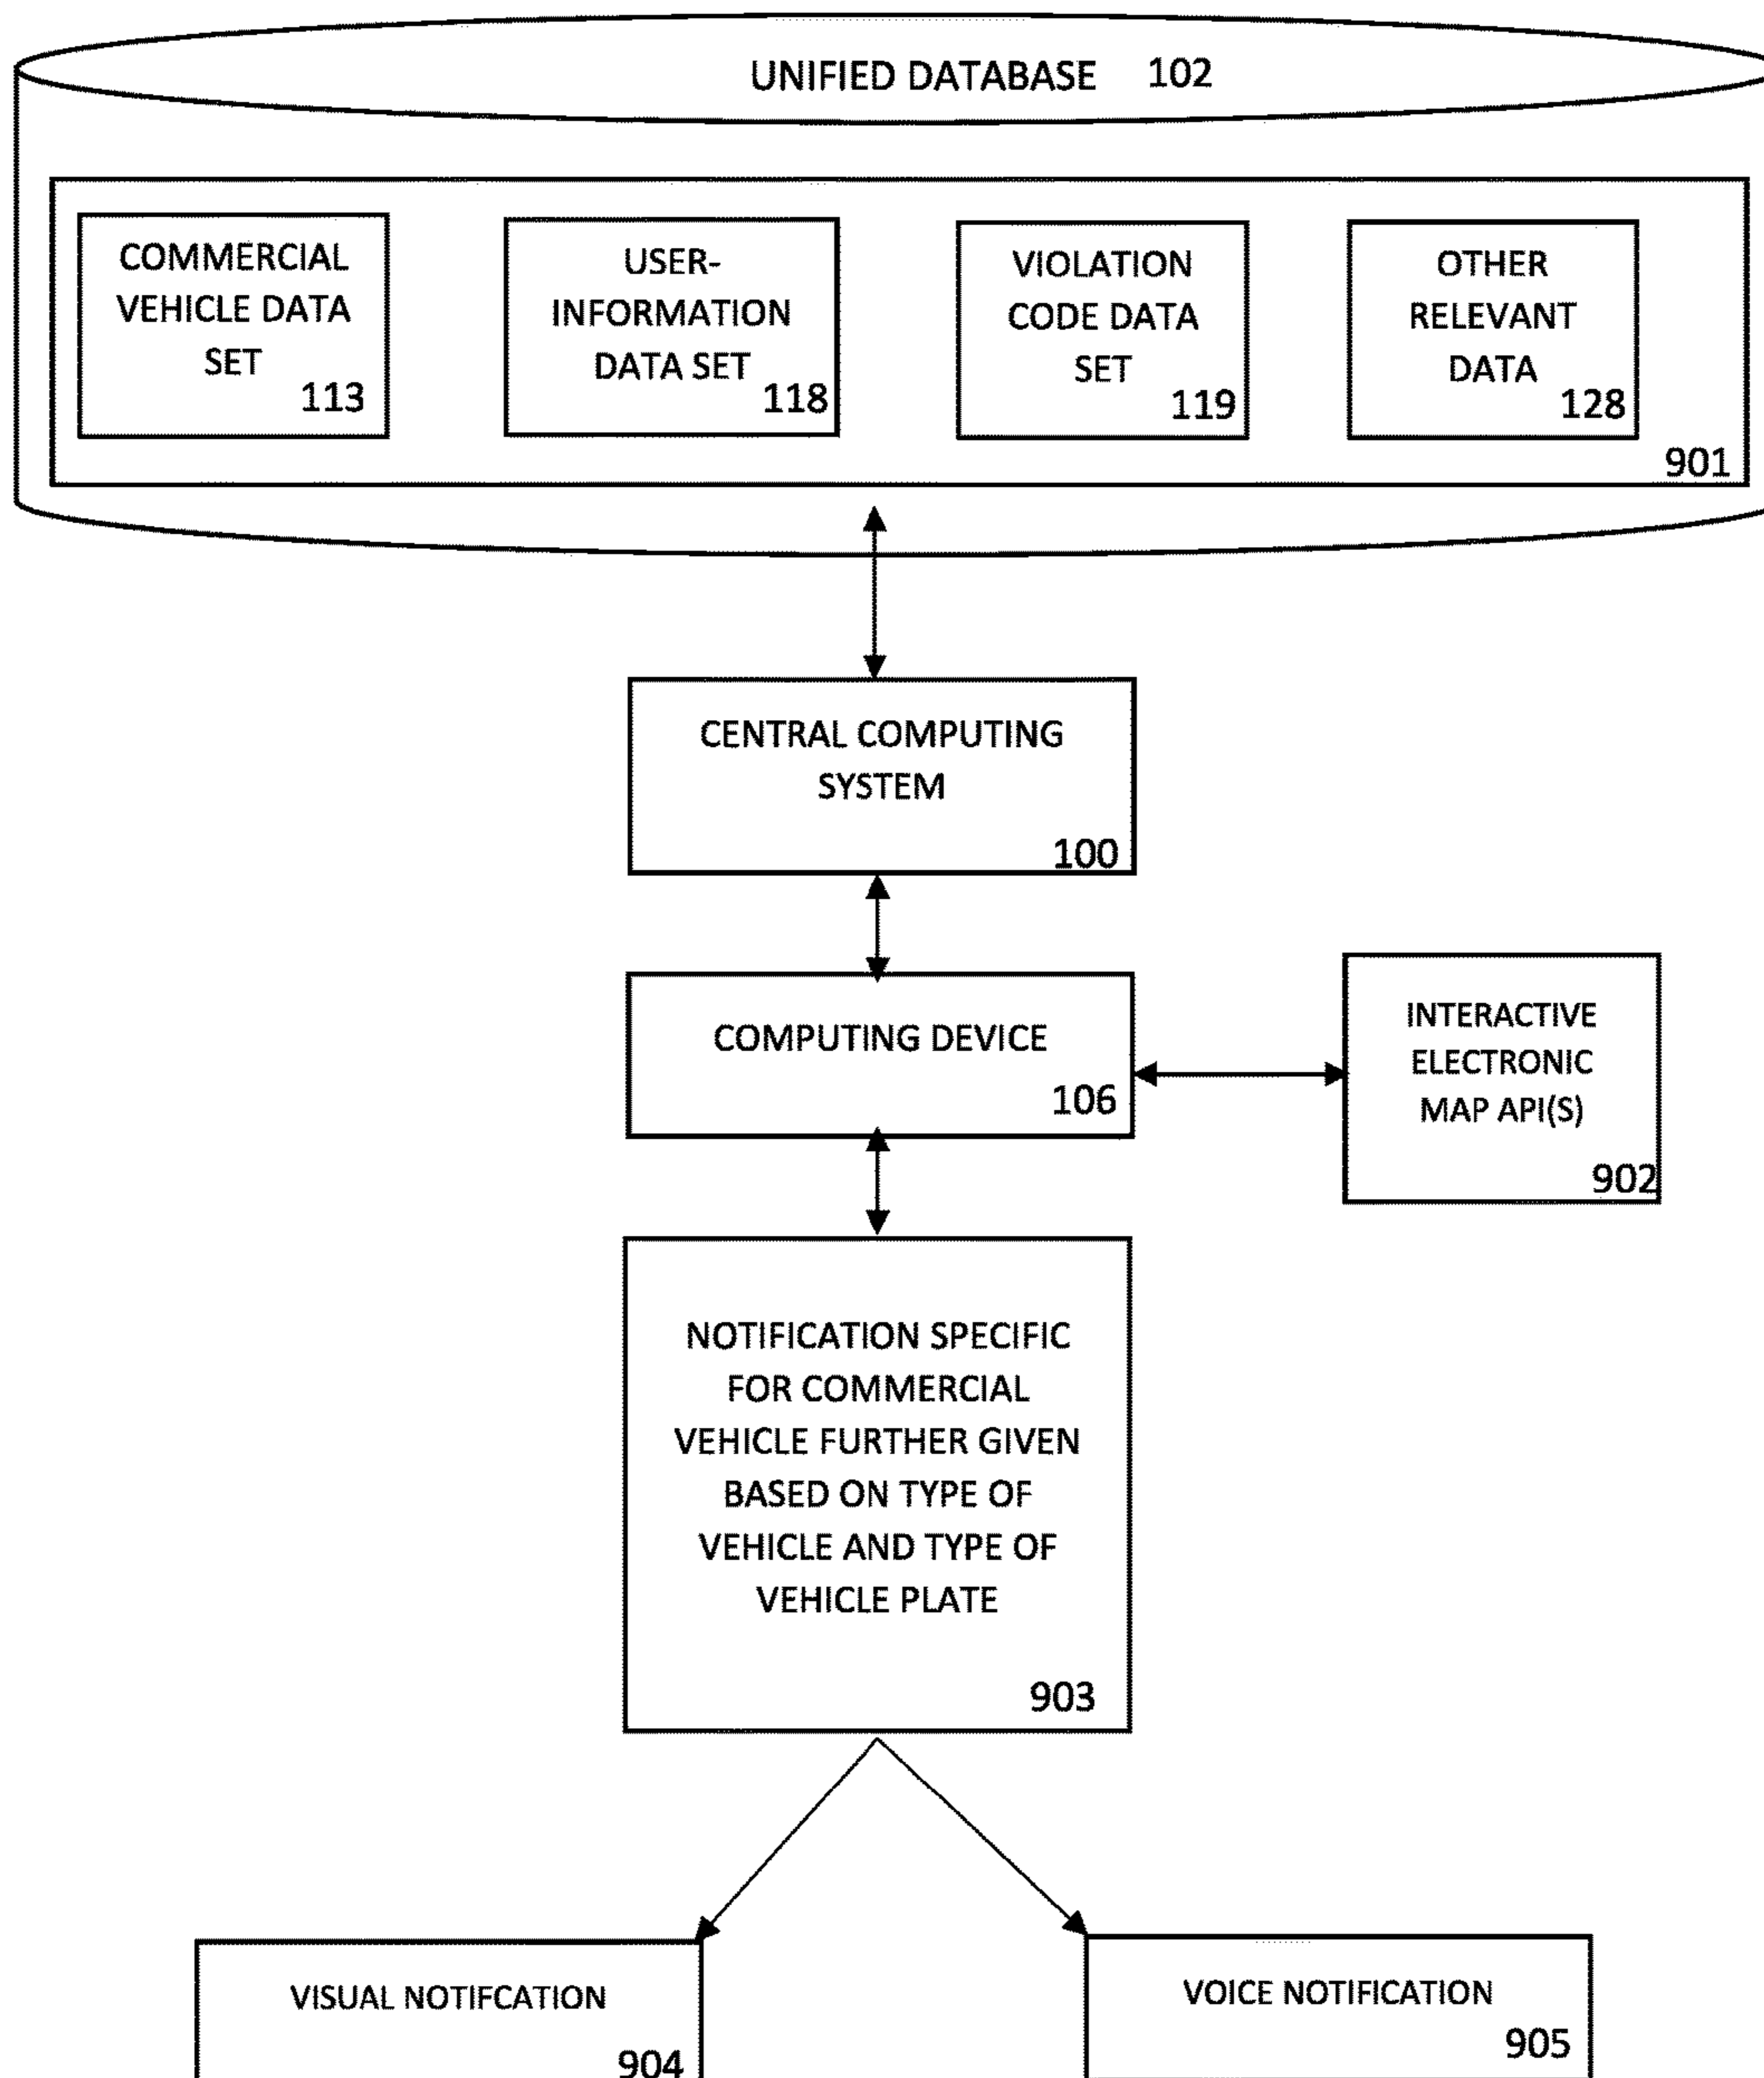 UNIFIED DATABASE 102
COMMERCIAL
VEHICLE DATA
SET
113
USER-
INFORMATION
DATA SET
118
VIOLATION
CODE DATA
SET
119
OTHER
RELEVANT
DATA
128
901
CENTRAL COMPUTING
SYSTEM
100
COMPUTING DEVICE
106
INTERACTIVE
ELECTRONIC
MAP API(S)
902
NOTIFICATION SPECIFIC
FOR COMMERCIAL
VEHICLE FURTHER GIVEN
BASED ON TYPE OF
VEHICLE AND TYPE OF
VEHICLE PLATE
903
VISUAL NOTIFCATION
904
VOICE NOTIFICATION
905